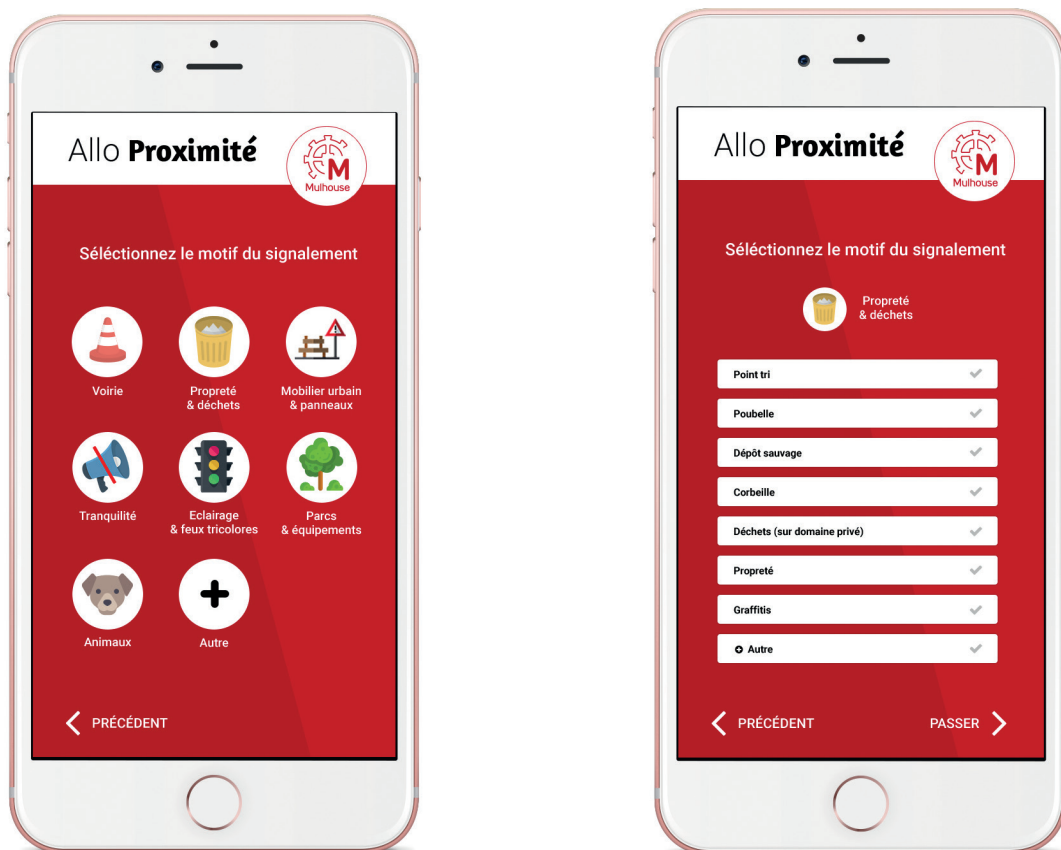 Allo Proximité
M
Mulhouse
Séléctionnez le motif du signalement
Voirie
Propreté
& déchets
Mobilier urbain
& panneaux
Tranquilité
Eclairage
& feux tricolores
Parcs
& équipements
Animaux
Autre
PRÉCÉDENT
Allo Proximité
M
Mulhouse
Séléctionnez le motif du signalement
Propreté
& déchets
Point tri
Poubelle
Dépôt sauvage
Corbeille
Déchets (sur domaine privé)
Propreté
Graffitis
Autre
PRÉCÉDENT
PASSER